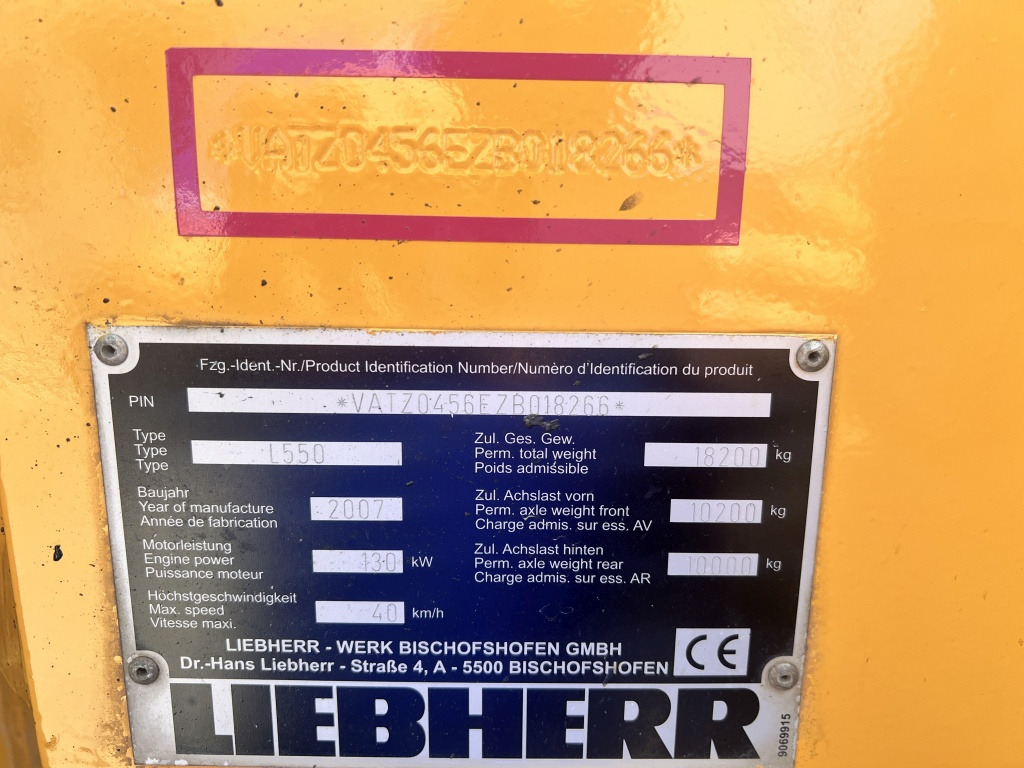 *VATZ0456EZB018266*
Fzg.-Ident.-Nr./Product Identification Number/Numèro d'Identification du produit
PIN *VATZ0456EZB018266*
Type
Type L550
Type
Zul. Ges. Gew.
Perm. total weight 18200 kg
Poids admissible
Baujahr
Year of manufacture 2007
Année de fabrication
Zul. Achslast vorn
Perm. axle weight front 10200 kg
Charge admis. sur ess. AV
Motorleistung
Engine power 130 kW
Puissance moteur
Zul. Achslast hinten
Perm. axle weight rear 10000 kg
Charge admis. sur ess. AR
Höchstgeschwindigkeit
Max. speed 40 km/h
Vitesse maxi.
LIEBHERR - WERK BISCHOFSHOFEN GMBH
Dr.-Hans Liebherr - Straße 4, A - 5500 BISCHOFSHOFEN
CE
LIEBHERR
9069915